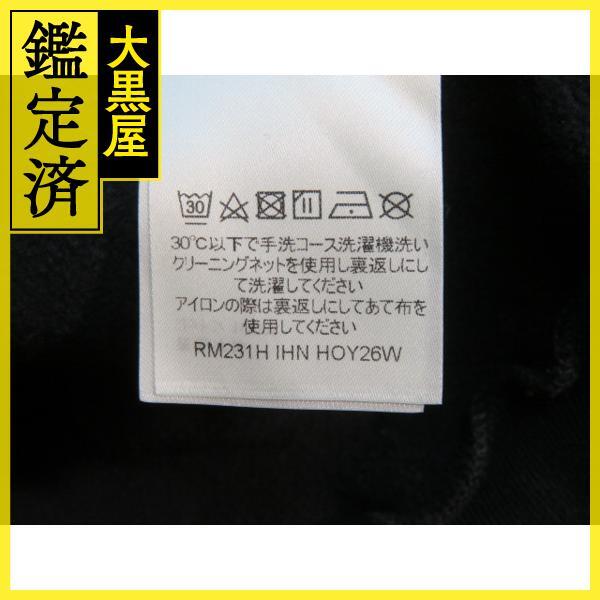 鑑定済
大黒屋
30
30℃以下で手洗コース洗濯機洗い
クリーニングネットを使用し裏返しにし
て洗濯してください
アイロンの際は裏返しにしてあて布を
使用してください
RM231H IHN HOY26W